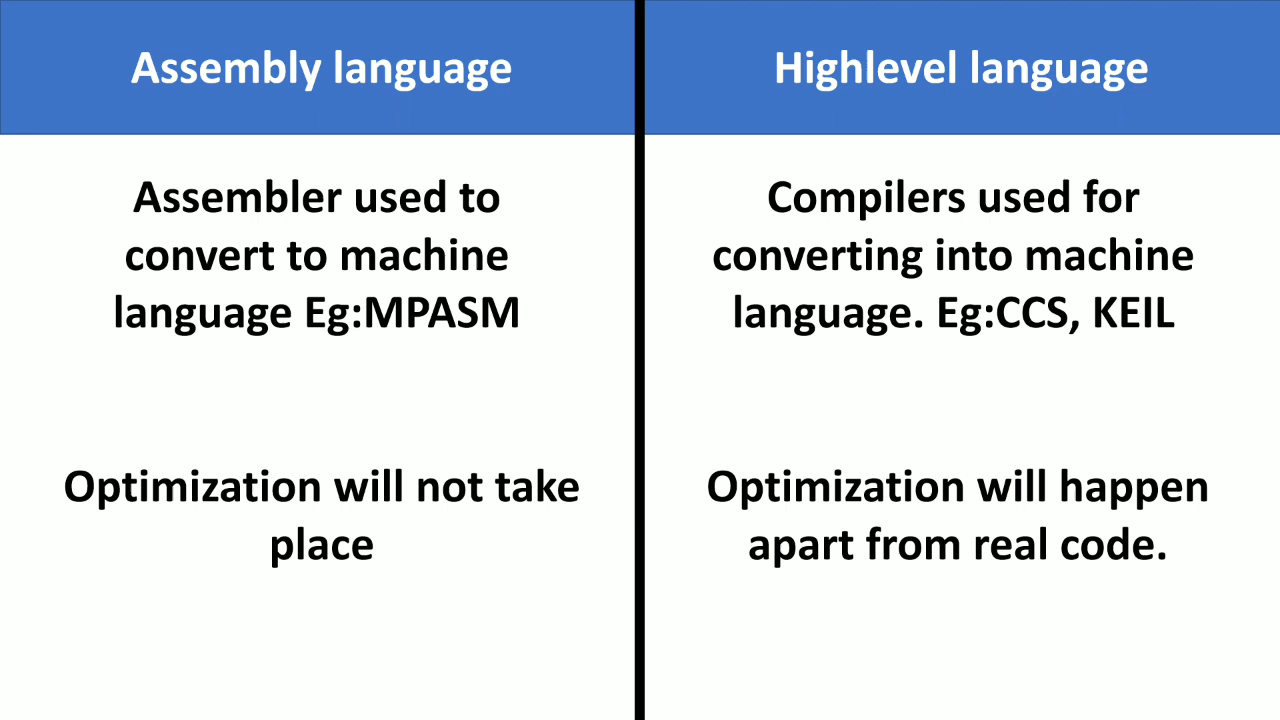 Assembly language
Highlevel language
Assembler used to
convert to machine
language Eg:MPASM
Compilers used for
converting into machine
language. Eg:CCS, KEIL
Optimization will not take
place
Optimization will happen
apart from real code.